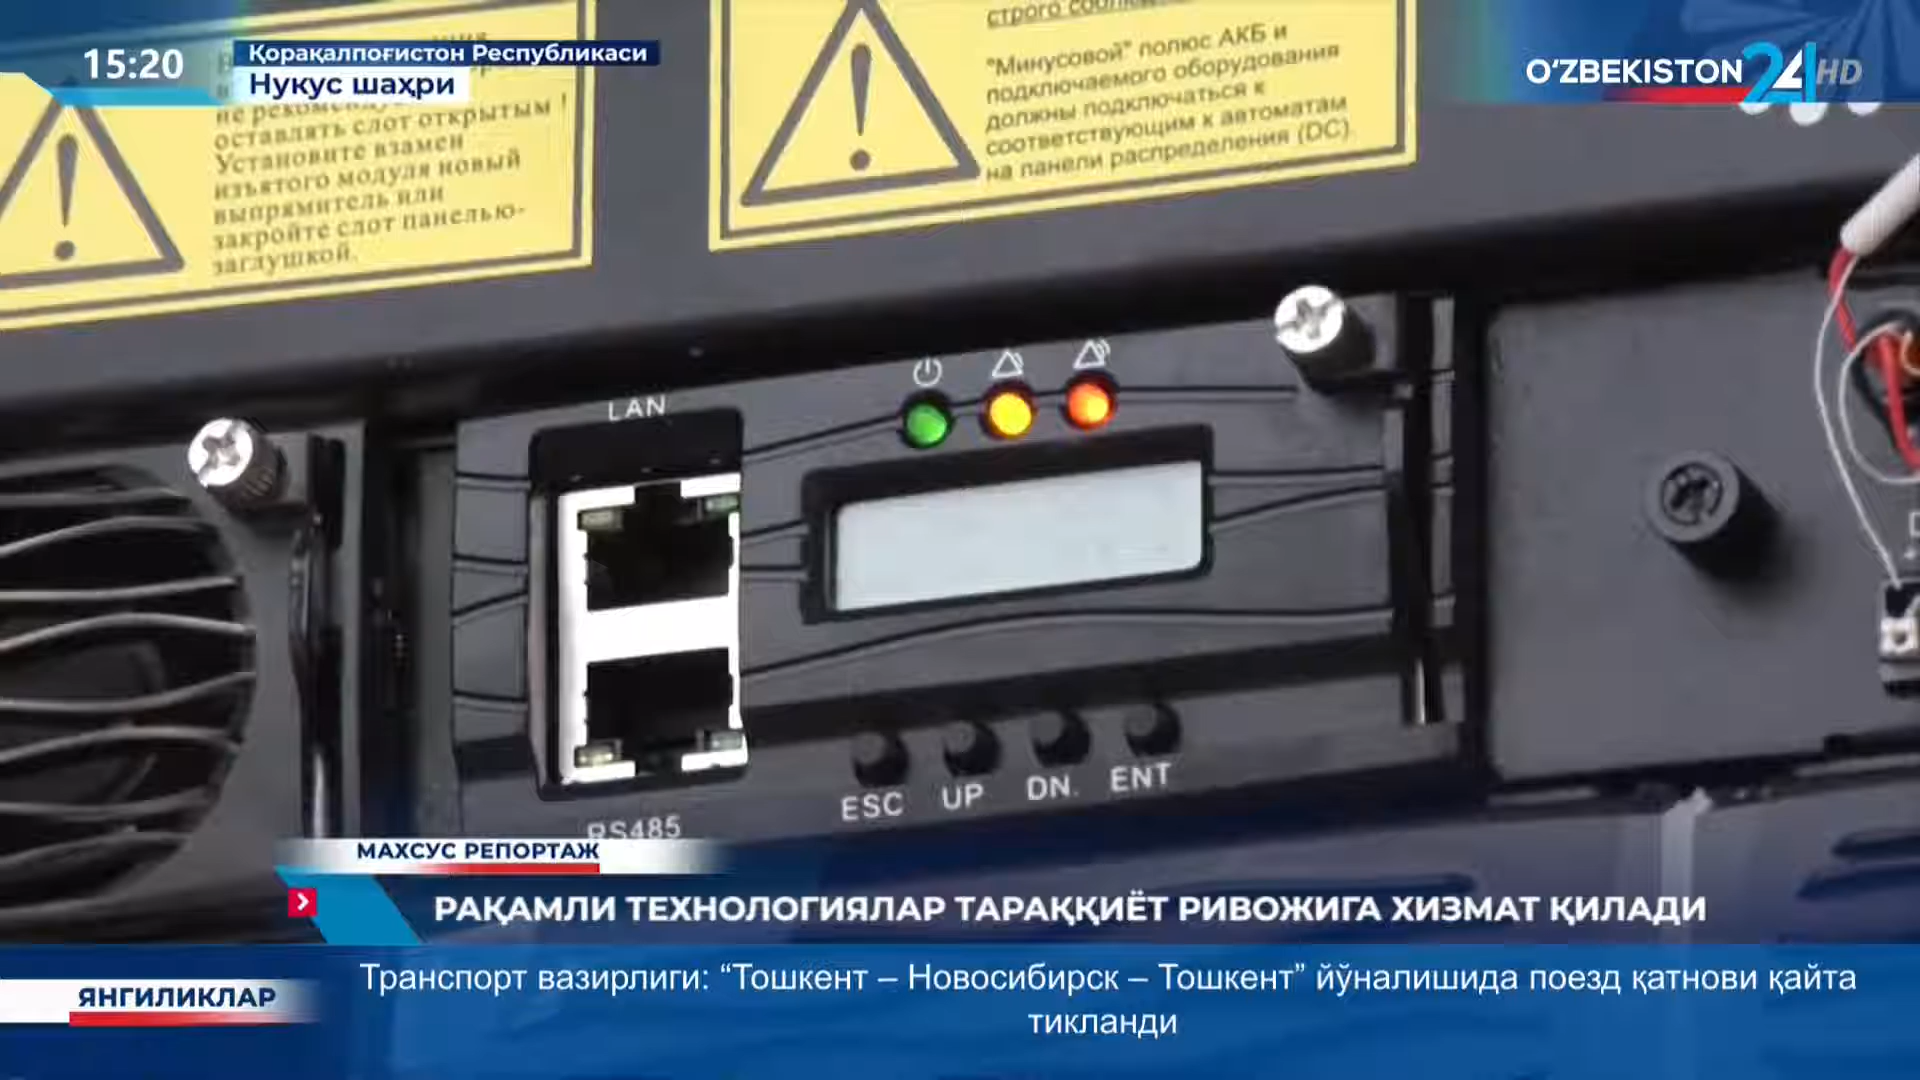 15:20
Қорақалпоғистон Республикаси
Нукус шаҳри
O‘ZBEKISTON 24 HD
оставлять слот открытым !
Установите взамен
изъятого модуля новый
выпрямитель или
закройте слот панелью-
заглушкой.
строго
"Минусовой" полюс АКБ и
подключаемого оборудования
должны подключаться к
соответствующим к автоматам
на панели распределения (DC).
LAN
RS485
ESC UP DN. ENT
МАХСУС РЕПОРТАЖ
РАҚАМЛИ ТЕХНОЛОГИЯЛАР ТАРАҚҚИЁТ РИВОЖИГА ХИЗМАТ ҚИЛАДИ
ЯНГИЛИКЛАР
Транспорт вазирлиги: “Тошкент – Новосибирск – Тошкент” йўналишида поезд қатнови қайта
тикланди